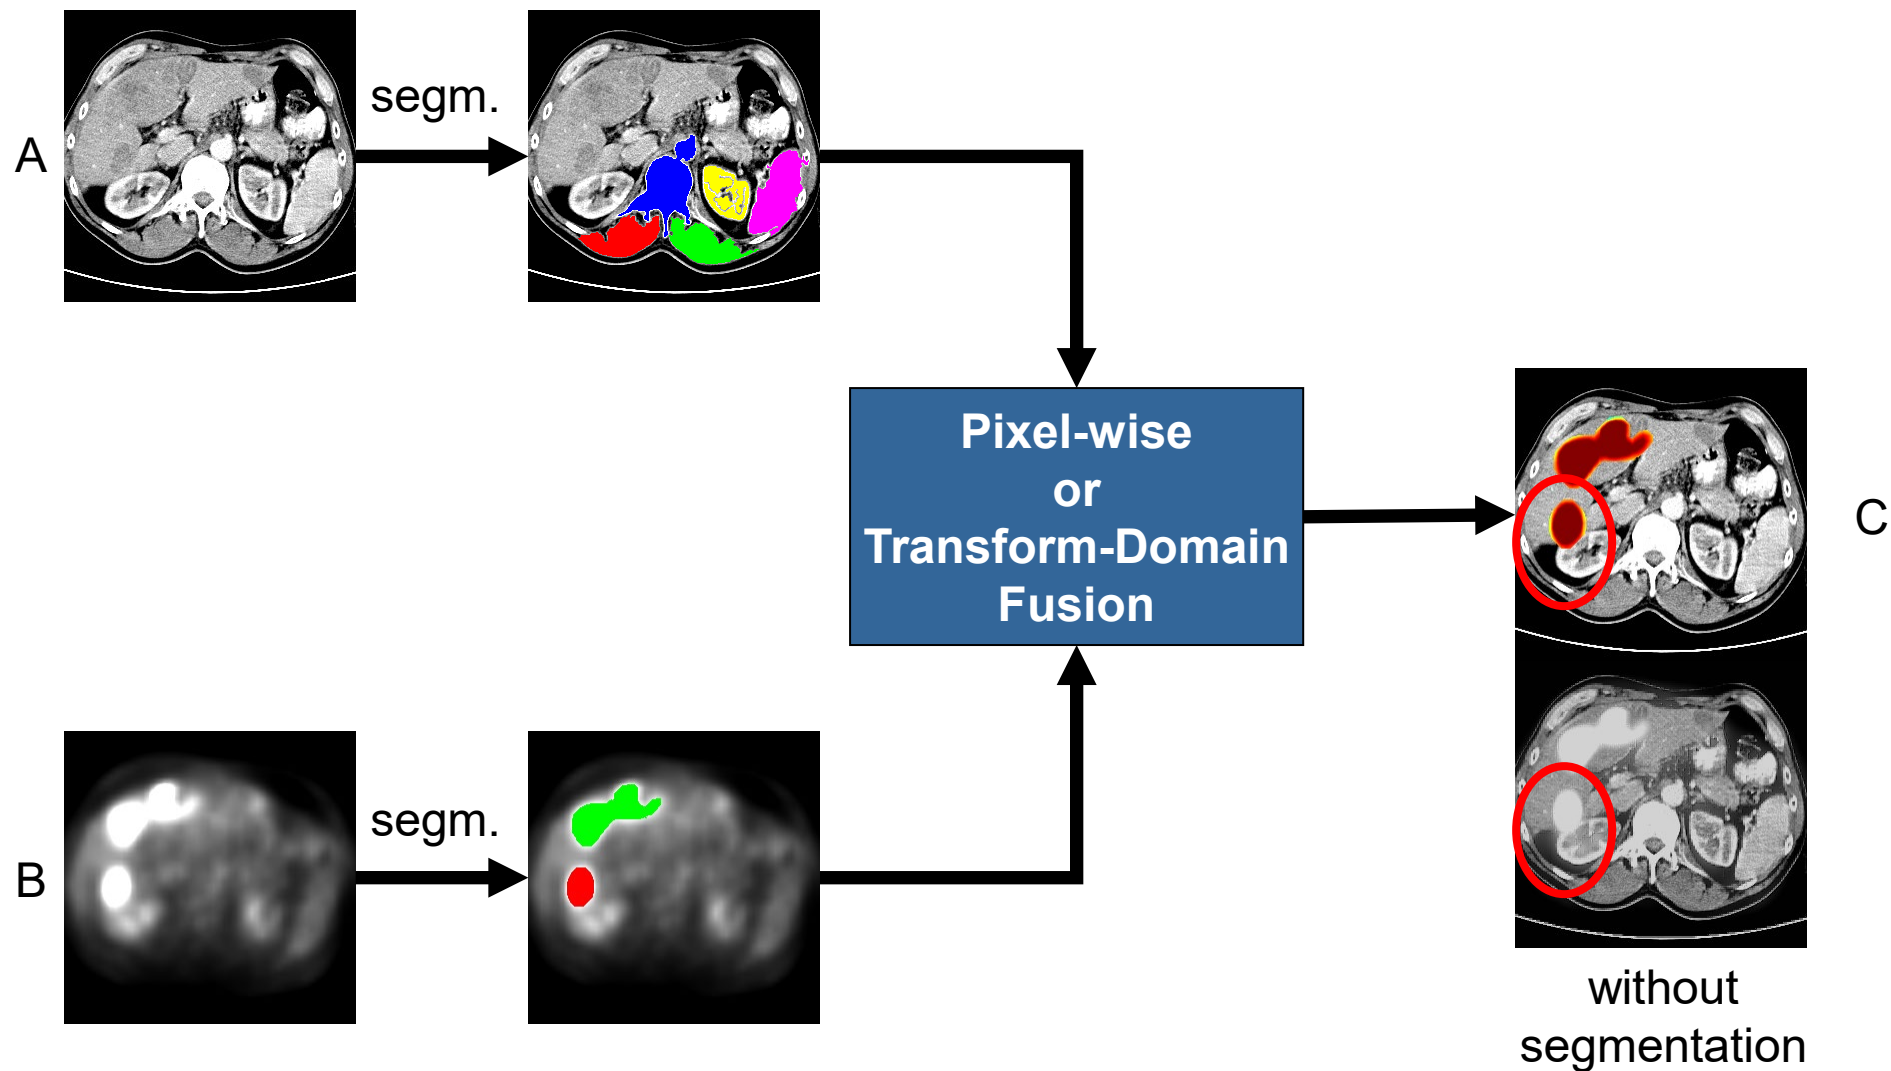 A
segm.
Pixel-wise
or
Transform-Domain
Fusion
C
B
segm.
without
segmentation